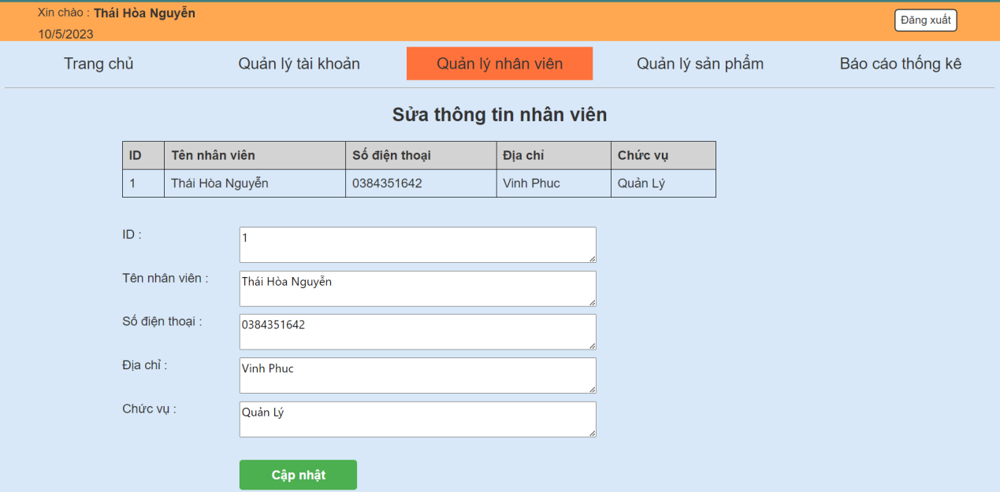 Xin chào : Thái Hòa Nguyễn
10/5/2023
Đăng xuất
Trang chủ Quản lý tài khoản Quản lý nhân viên Quản lý sản phẩm Báo cáo thống kê
Sửa thông tin nhân viên
ID Tên nhân viên Số điện thoại Địa chỉ Chức vụ
1 Thái Hòa Nguyễn 0384351642 Vinh Phuc Quản Lý
ID : 1
Tên nhân viên : Thái Hòa Nguyễn
Số điện thoại : 0384351642
Địa chỉ : Vinh Phuc
Chức vụ : Quản Lý
Cập nhật